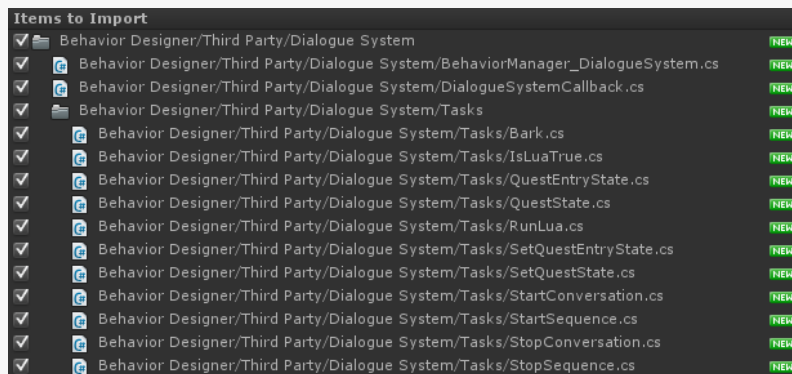 Items to Import
Behavior Designer/Third Party/Dialogue System NEW
Behavior Designer/Third Party/Dialogue System/BehaviorManager_DialogueSystem.cs NEW
Behavior Designer/Third Party/Dialogue System/DialogueSystemCallback.cs NEW
Behavior Designer/Third Party/Dialogue System/Tasks NEW
Behavior Designer/Third Party/Dialogue System/Tasks/Bark.cs NEW
Behavior Designer/Third Party/Dialogue System/Tasks/IsLuaTrue.cs NEW
Behavior Designer/Third Party/Dialogue System/Tasks/QuestEntryState.cs NEW
Behavior Designer/Third Party/Dialogue System/Tasks/QuestState.cs NEW
Behavior Designer/Third Party/Dialogue System/Tasks/RunLua.cs NEW
Behavior Designer/Third Party/Dialogue System/Tasks/SetQuestEntryState.cs NEW
Behavior Designer/Third Party/Dialogue System/Tasks/SetQuestState.cs NEW
Behavior Designer/Third Party/Dialogue System/Tasks/StartConversation.cs NEW
Behavior Designer/Third Party/Dialogue System/Tasks/StartSequence.cs NEW
Behavior Designer/Third Party/Dialogue System/Tasks/StopConversation.cs NEW
Behavior Designer/Third Party/Dialogue System/Tasks/StopSequence.cs NEW